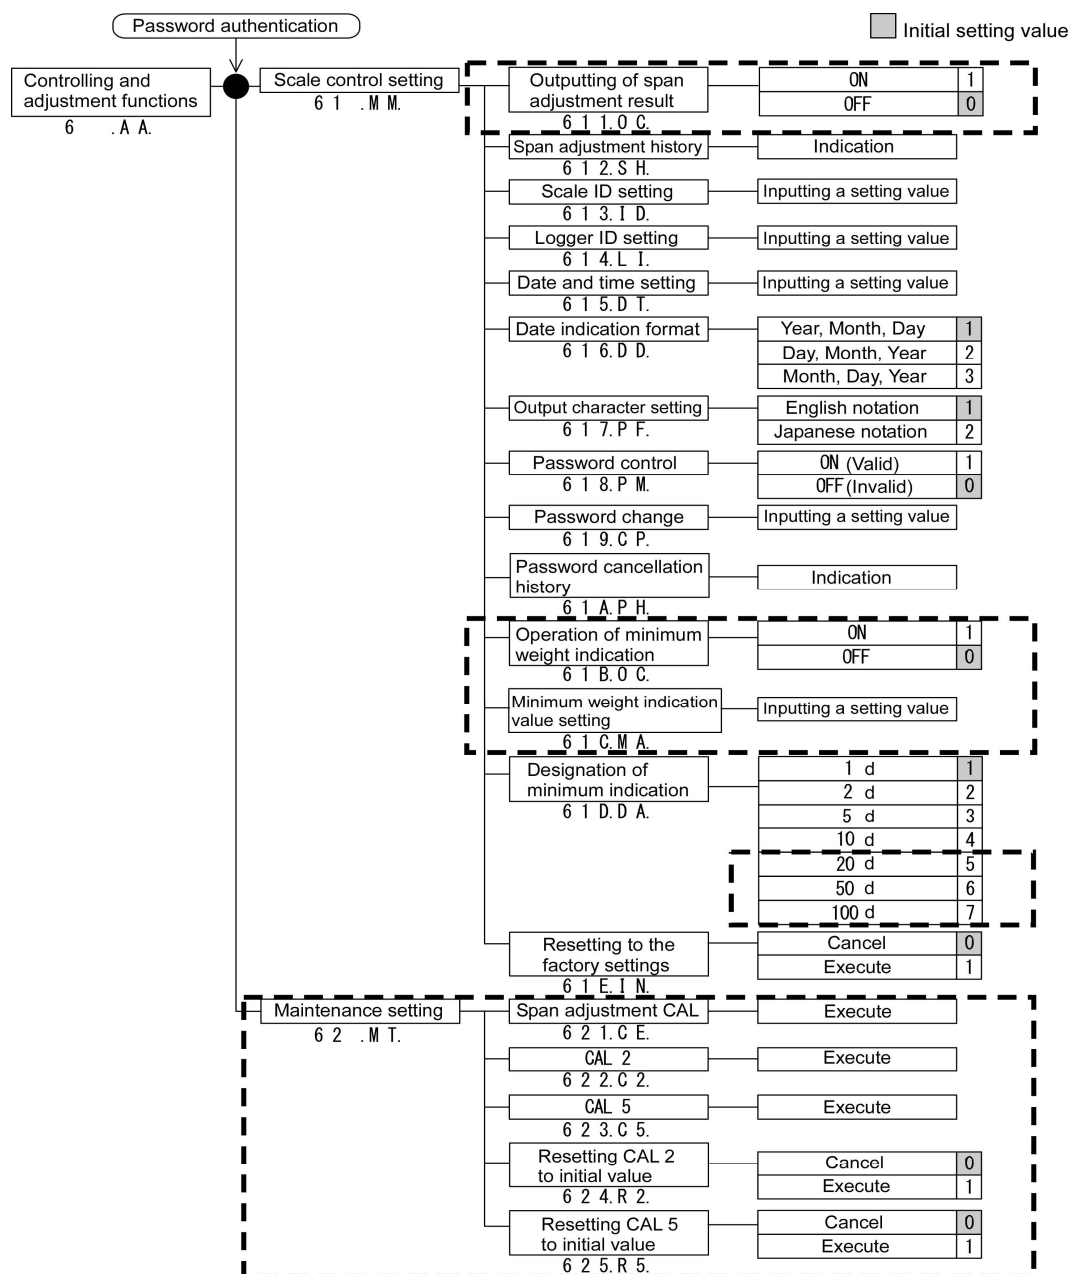 Password authentication
Initial setting value
Controlling and
adjustment functions
6 .A A.
Scale control setting
6 1 .M M.
Outputting of span
adjustment result
6 1 1.O C.
ON 1
OFF 0
Span adjustment history
6 1 2.S H.
Indication
Scale ID setting
6 1 3.I D.
Inputting a setting value
Logger ID setting
6 1 4.L I.
Inputting a setting value
Date and time setting
6 1 5.D T.
Inputting a setting value
Date indication format
6 1 6.D D.
Year, Month, Day 1
Day, Month, Year 2
Month, Day, Year 3
Output character setting
6 1 7.P F.
English notation 1
Japanese notation 2
Password control
6 1 8.P M.
ON (Valid) 1
OFF (Invalid) 0
Password change
6 1 9.C P.
Inputting a setting value
Password cancellation
history
6 1 A.P H.
Indication
Operation of minimum
weight indication
6 1 B.O C.
ON 1
OFF 0
Minimum weight indication
value setting
6 1 C.M A.
Inputting a setting value
Designation of
minimum indication
6 1 D.D A.
1 d 1
2 d 2
5 d 3
10 d 4
20 d 5
50 d 6
100 d 7
Resetting to the
factory settings
6 1 E.I N.
Cancel 0
Execute 1
Maintenance setting
6 2 .M T.
Span adjustment CAL
6 2 1.C E.
Execute
CAL 2
6 2 2.C 2.
Execute
CAL 5
6 2 3.C 5.
Execute
Resetting CAL 2
to initial value
6 2 4.R 2.
Cancel 0
Execute 1
Resetting CAL 5
to initial value
6 2 5.R 5.
Cancel 0
Execute 1